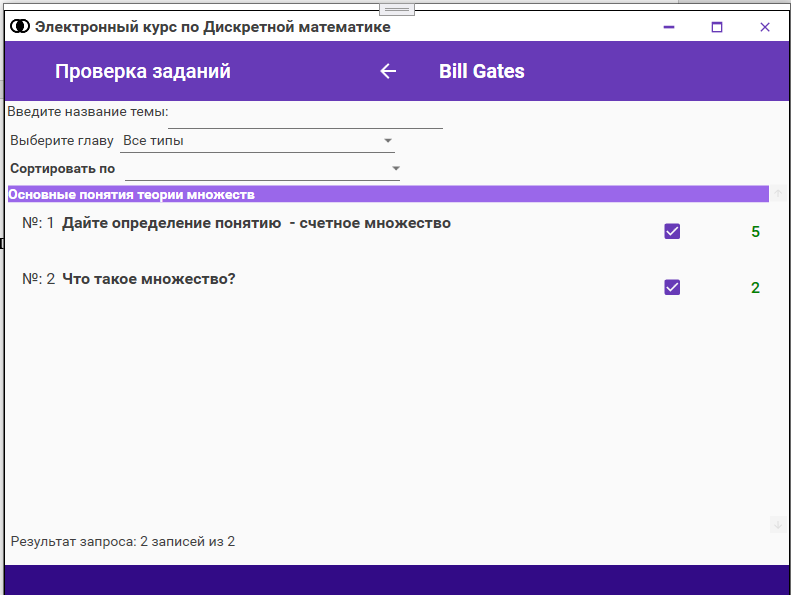 Электронный курс по Дискретной математике
Проверка заданий Bill Gates
Введите название темы:
Выберите главу Все типы
Сортировать по
Основные понятия теории множеств
№: 1 Дайте определение понятию - счетное множество 5
№: 2 Что такое множество? 2
Результат запроса: 2 записей из 2